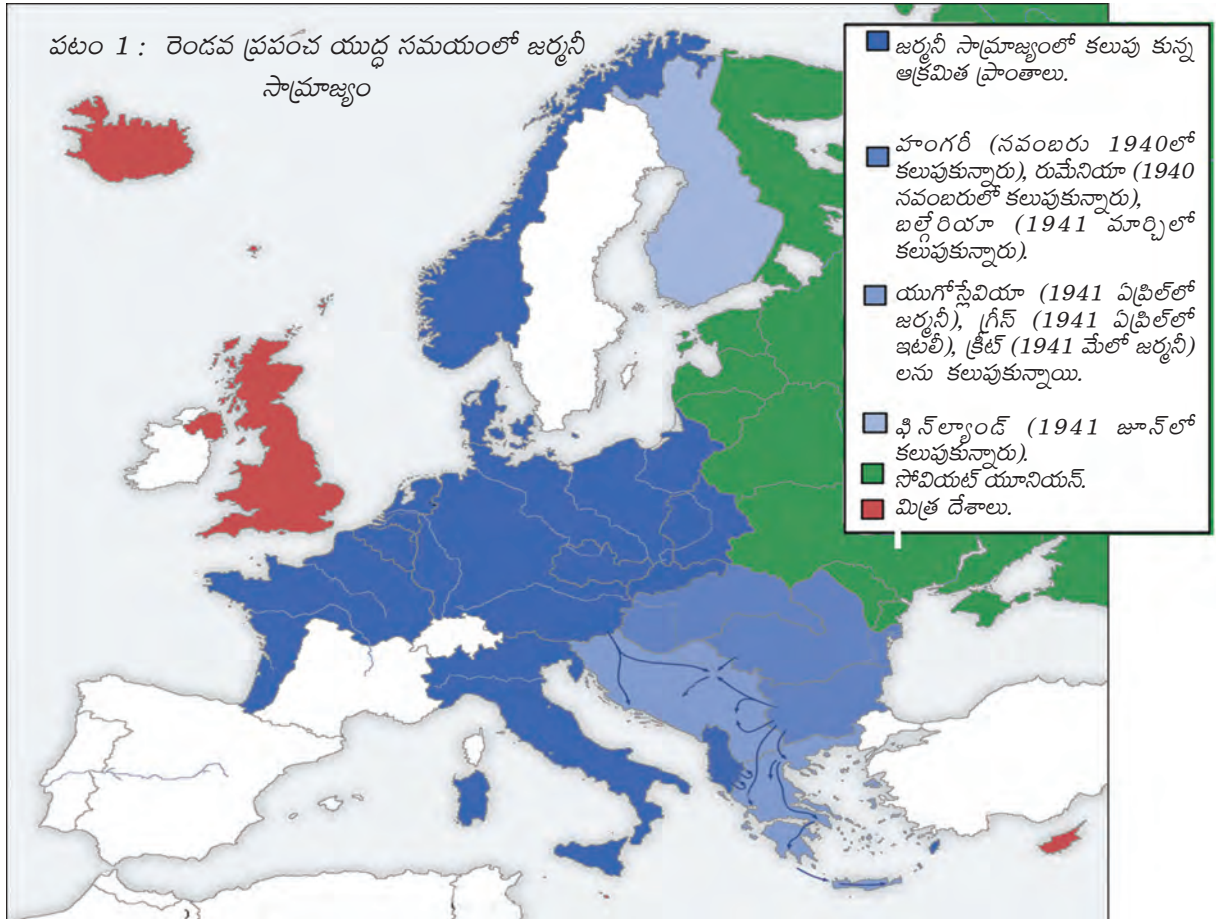 పటం 1 : రెండవ ప్రపంచ యుద్ధ సమయంలో జర్మనీ
సామ్రాజ్యం
జర్మనీ సామ్రాజ్యంలో కలుపు కున్న
ఆక్రమిత ప్రాంతాలు.
హంగరీ (నవంబరు 1940లో
కలుపుకున్నారు), రుమేనియా (1940
నవంబరులో కలుపుకున్నారు),
బల్గేరియా (1941 మార్చిలో
కలుపుకున్నారు).
యుగోస్లేవియా (1941 ఏప్రిల్‌లో
జర్మనీ), గ్రీస్ (1941 ఏప్రిల్‌లో
ఇటలీ), క్రీట్ (1941 మేలో జర్మనీ)
లను కలుపుకున్నాయి.
ఫిన్‌ల్యాండ్ (1941 జూన్‌లో
కలుపుకున్నారు).
సోవియట్ యూనియన్.
మిత్ర దేశాలు.